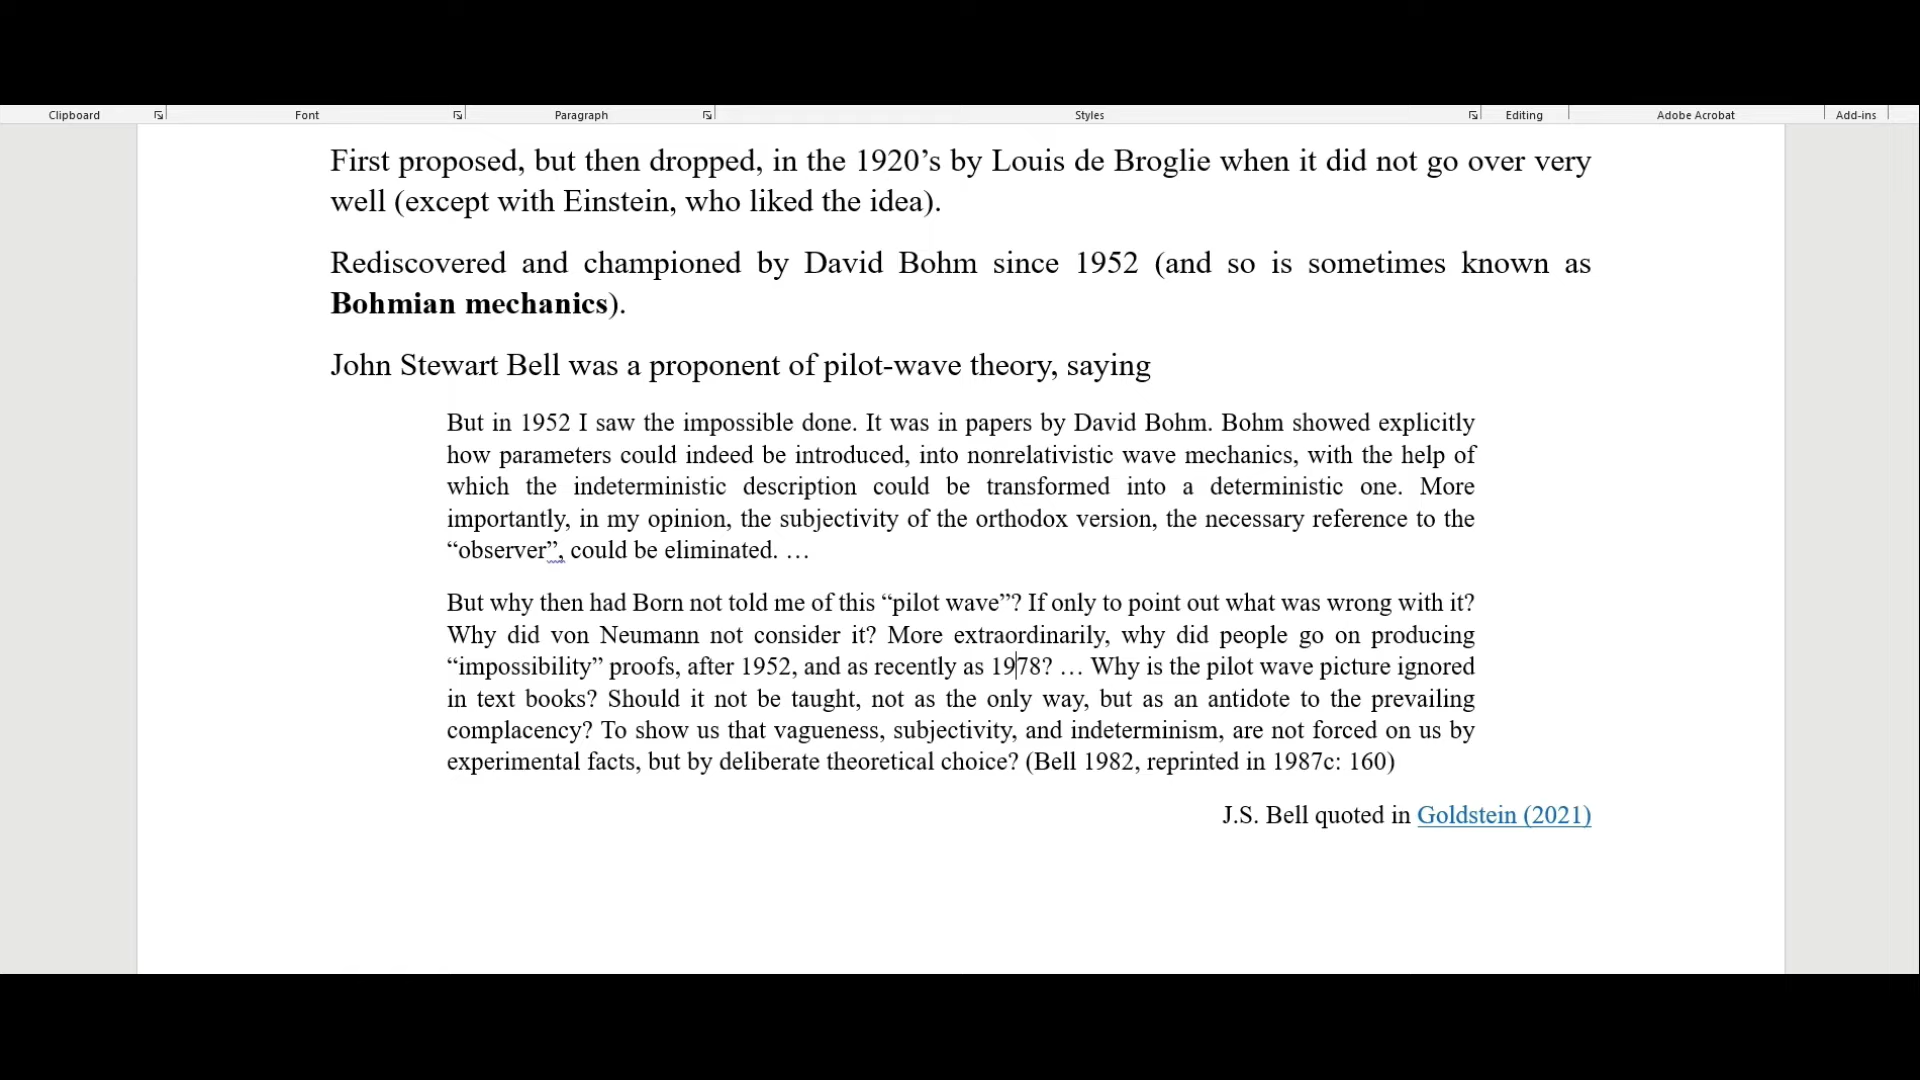 Clipboard Font Paragraph Styles Editing Adobe Acrobat Add-ins
First proposed, but then dropped, in the 1920’s by Louis de Broglie when it did not go over very
well (except with Einstein, who liked the idea).
Rediscovered and championed by David Bohm since 1952 (and so is sometimes known as
Bohmian mechanics).
John Stewart Bell was a proponent of pilot-wave theory, saying
But in 1952 I saw the impossible done. It was in papers by David Bohm. Bohm showed explicitly
how parameters could indeed be introduced, into nonrelativistic wave mechanics, with the help of
which the indeterministic description could be transformed into a deterministic one. More
importantly, in my opinion, the subjectivity of the orthodox version, the necessary reference to the
“observer”, could be eliminated. …
But why then had Born not told me of this “pilot wave”? If only to point out what was wrong with it?
Why did von Neumann not consider it? More extraordinarily, why did people go on producing
“impossibility” proofs, after 1952, and as recently as 1978? … Why is the pilot wave picture ignored
in text books? Should it not be taught, not as the only way, but as an antidote to the prevailing
complacency? To show us that vagueness, subjectivity, and indeterminism, are not forced on us by
experimental facts, but by deliberate theoretical choice? (Bell 1982, reprinted in 1987c: 160)
J.S. Bell quoted in Goldstein (2021)